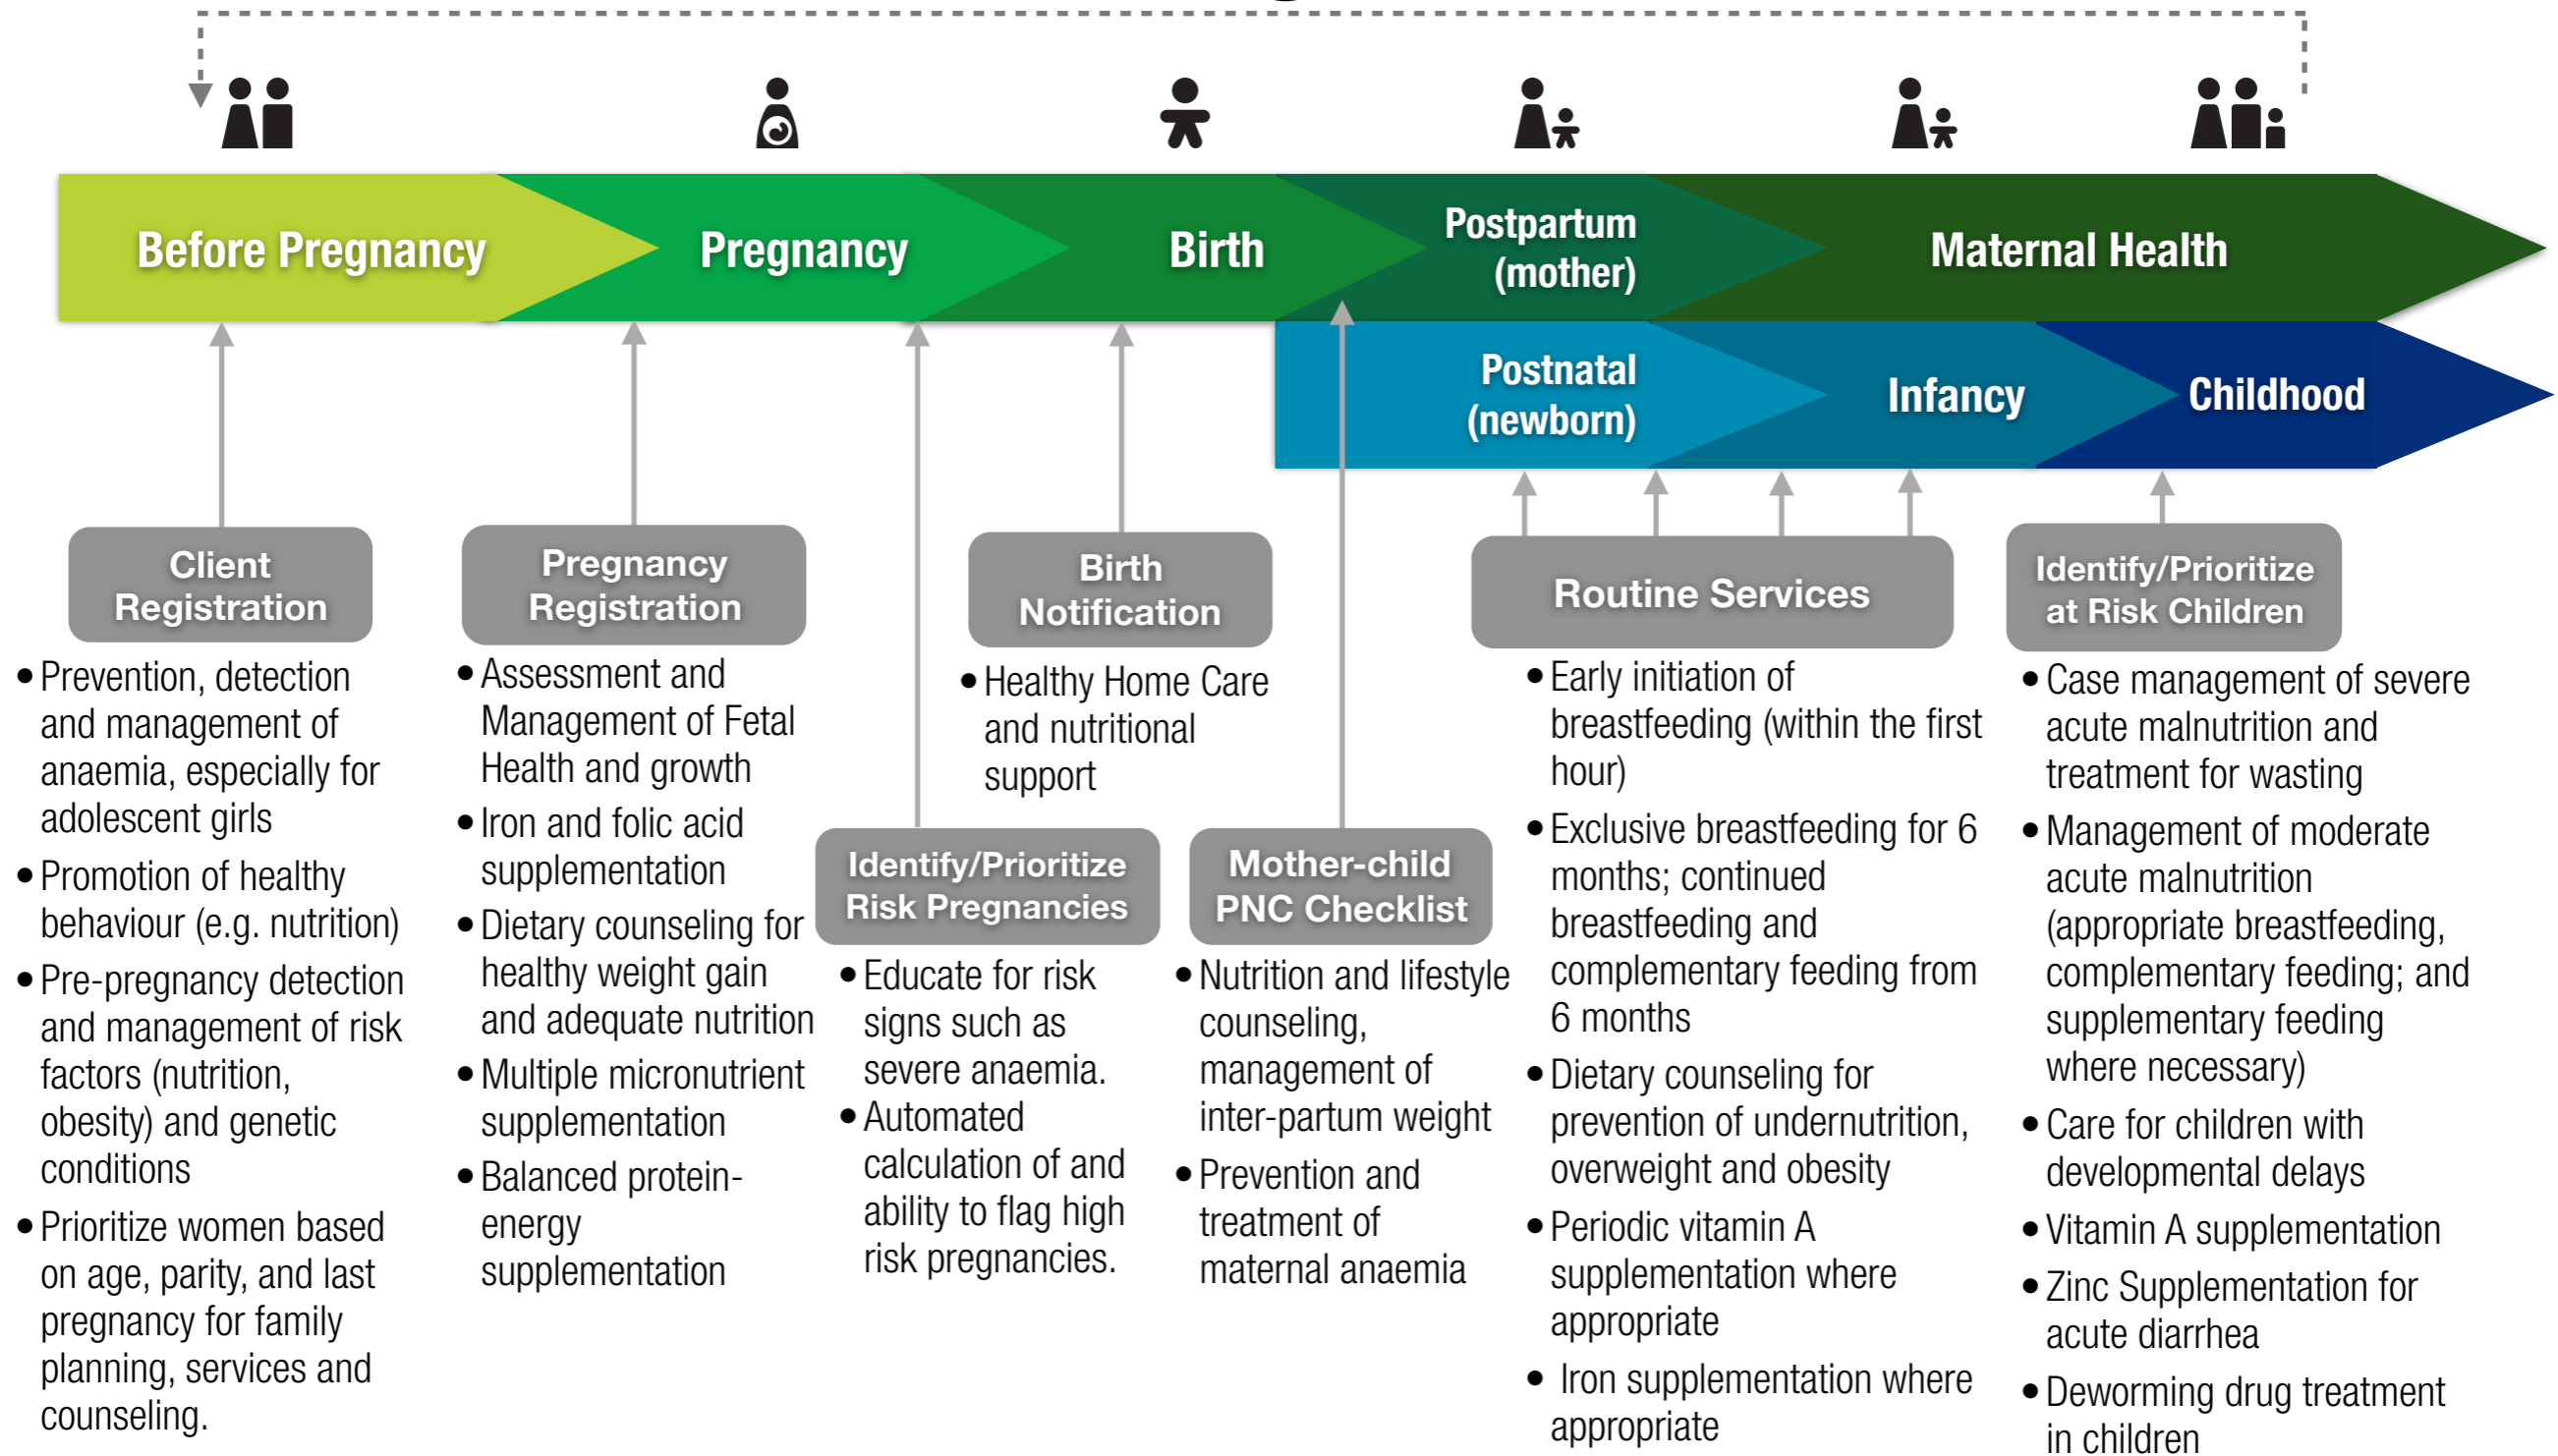 Before Pregnancy
Pregnancy
Birth
Postpartum
(mother)
Maternal Health
Postnatal
(newborn)
Infancy
Childhood
Client
Registration
• Prevention, detection
and management of
anaemia, especially for
adolescent girls
• Promotion of healthy
behaviour (e.g. nutrition)
• Pre-pregnancy detection
and management of risk
factors (nutrition,
obesity) and genetic
conditions
• Prioritize women based
on age, parity, and last
pregnancy for family
planning, services and
counseling.
Pregnancy
Registration
• Assessment and
Management of Fetal
Health and growth
• Iron and folic acid
supplementation
• Dietary counseling for
healthy weight gain
and adequate nutrition
• Multiple micronutrient
supplementation
• Balanced protein-
energy
supplementation
Identify/Prioritize
Risk Pregnancies
• Educate for risk
signs such as
severe anaemia.
• Automated
calculation of and
ability to flag high
risk pregnancies.
Birth
Notification
• Healthy Home Care
and nutritional
support
Mother-child
PNC Checklist
• Nutrition and lifestyle
counseling,
management of
inter-partum weight
• Prevention and
treatment of
maternal anaemia
Routine Services
• Early initiation of
breastfeeding (within the first
hour)
• Exclusive breastfeeding for 6
months; continued
breastfeeding and
complementary feeding from
6 months
• Dietary counseling for
prevention of undernutrition,
overweight and obesity
• Periodic vitamin A
supplementation where
appropriate
• Iron supplementation where
appropriate
Identify/Prioritize
at Risk Children
• Case management of severe
acute malnutrition and
treatment for wasting
• Management of moderate
acute malnutrition
(appropriate breastfeeding,
complementary feeding; and
supplementary feeding
where necessary)
• Care for children with
developmental delays
• Vitamin A supplementation
• Zinc Supplementation for
acute diarrhea
• Deworming drug treatment
in children